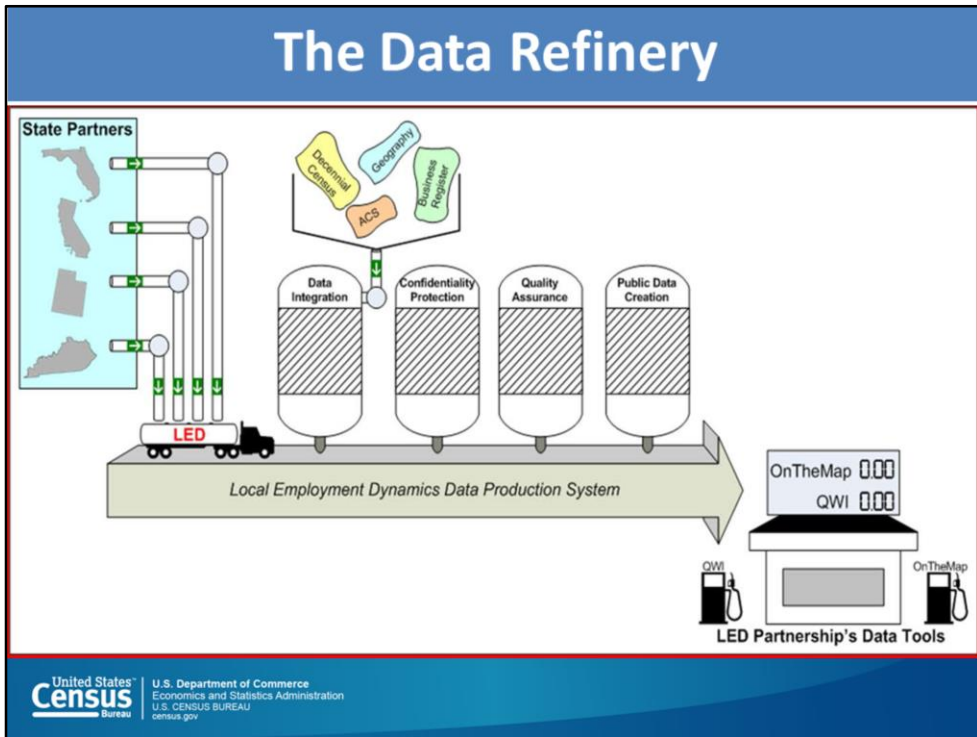 The Data Refinery
State Partners
Decennial
Census
Geography
ACS
Business
Register
Data
Integration
Confidentiality
Protection
Quality
Assurance
Public Data
Creation
LED
Local Employment Dynamics Data Production System
OnTheMap 0.00
QWI 0.00
QWI
OnTheMap
LED Partnership's Data Tools
United States™
Census
Bureau
U.S. Department of Commerce
Economics and Statistics Administration
U.S. CENSUS BUREAU
census.gov